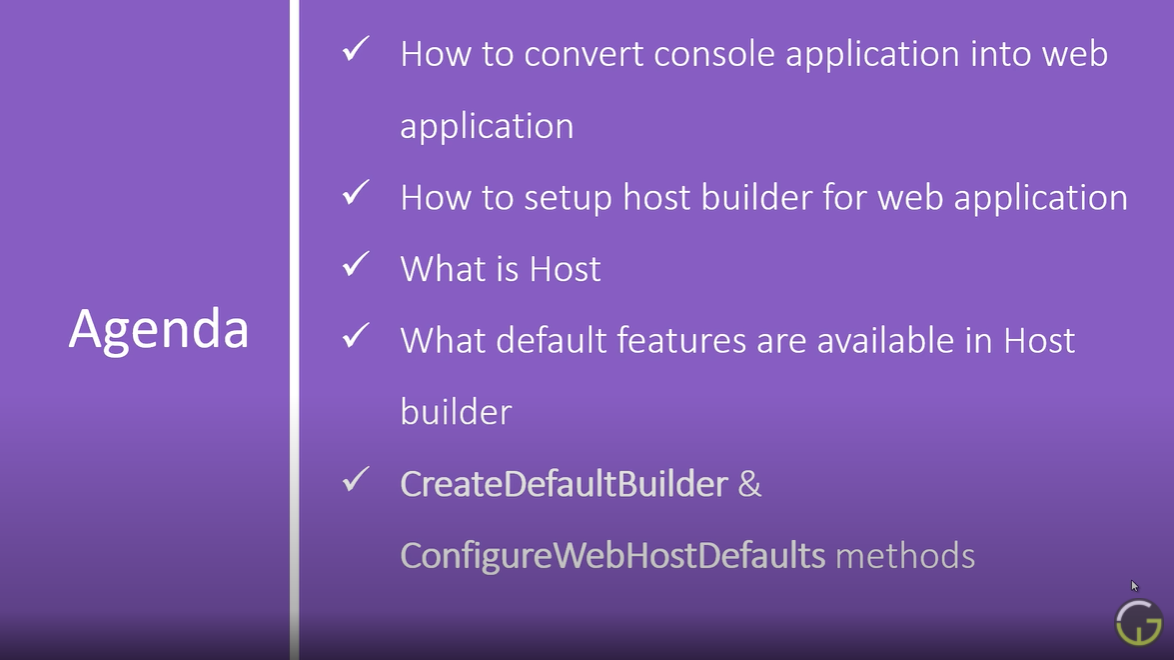 Agenda
✓ How to convert console application into web
application
✓ How to setup host builder for web application
✓ What is Host
✓ What default features are available in Host
builder
✓ CreateDefaultBuilder &
ConfigureWebHostDefaults methods